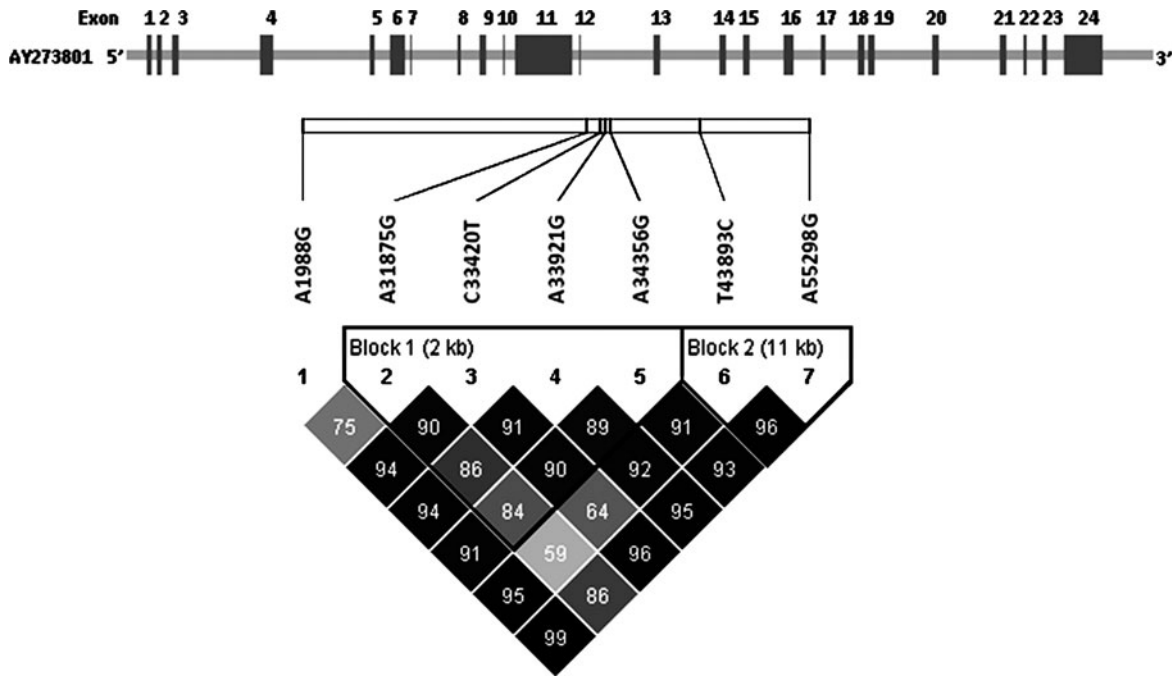 Exon 1 2 3 4 5 6 7 8 9 10 11 12 13 14 15 16 17 18 19 20 21 22 23 24
AY273801 5′ 3′
A1988G A31875G C33420T A33921G A34356G T43893C A55298G
Block 1 (2 kb) Block 2 (11 kb)
1 2 3 4 5 6 7
75 90 91 89 91 96
94 86 90 92 93
94 84 64 95
91 59 96
95 86
99